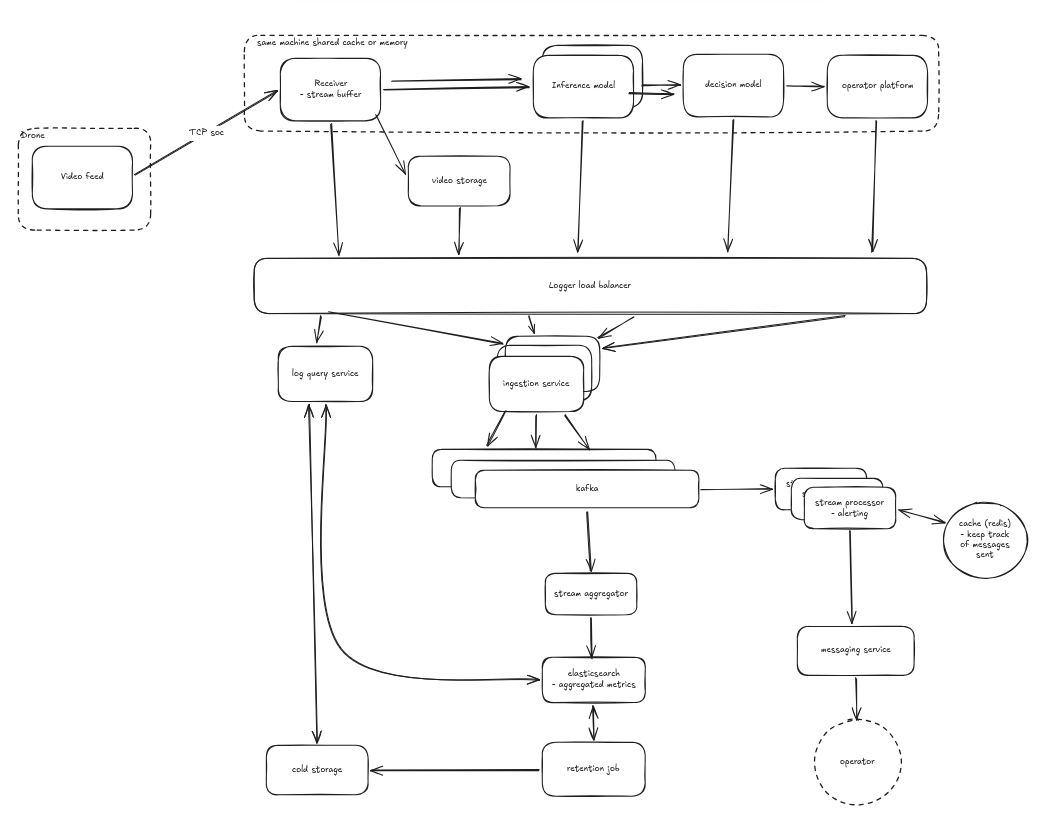 same machine shared cache or memory
Receiver
- stream buffer
Inference model
decision model
operator platform
Drone
TCP soc
Video feed
video storage
Logger load balancer
log query service
ingestion service
kafka
st
s
stream processor
- alerting
cache (redis)
- keep track
of messages
sent
stream aggregator
messaging service
elasticsearch
- aggregated metrics
cold storage
retention job
operator